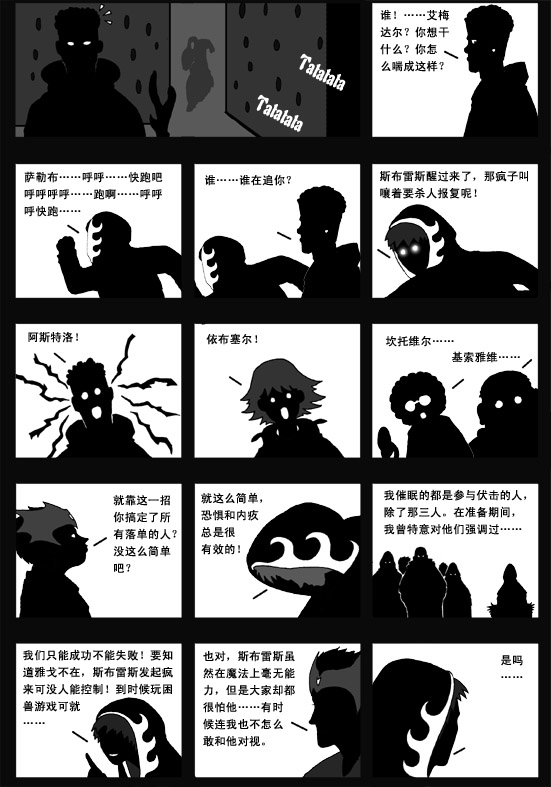 Talalala
Talalala
谁!……艾梅
达尔?你想干
什么?你怎
么喘成这样?
萨勒布……呼呼……快跑吧
呼呼呼呼……跑啊……呼呼
呼快跑……
谁……谁在追你?
斯布雷斯醒过来了,那疯子叫
嚷着要杀人报复呢!
阿斯特洛!
依布塞尔!
坎托维尔……
基索雅维……
就靠这一招
你搞定了所
有落单的人?
没这么简单
吧?
就这么简单,
恐惧和内疚
总是很
有效的!
我催眠的都是参与伏击的人,
除了那三人。在准备期间,
我曾特意对他们强调过……
我们只能成功不能失败!要知
道雅戈不在,斯布雷斯发起疯
来可没人能控制!到时候玩困
兽游戏可就
……
也对,斯布雷斯虽
然在魔法上毫无能
力,但是大家却都
很怕他……有时
候连我也不怎么
敢和他对视。
是吗
……